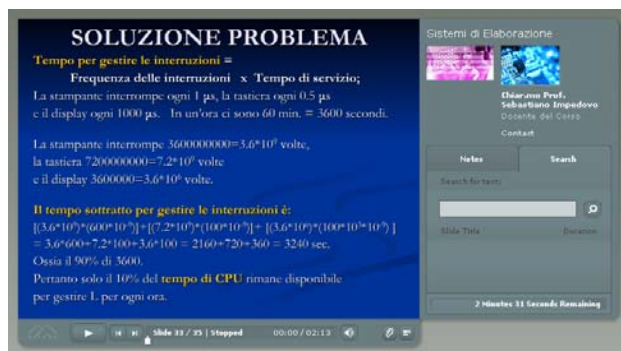 SOLUZIONE PROBLEMA
Tempo per gestire le interruzioni =
Frequenza delle interruzioni x Tempo di servizio;
La stampante interrompe ogni 1 µs, la tastiera ogni 0.5 µs
e il display ogni 1000 µs. In un'ora ci sono 60 min. = 3600 secondi.
La stampante interrompe 3600000000=3.6*10⁹ volte,
la tastiera 7200000000=7.2*10⁹ volte
e il display 3600000=3.6*10⁶ volte.
Il tempo sottratto per gestire le interruzioni è:
[(3.6*10⁹)*(600*10⁻⁹)]+[(7.2*10⁹)*(100*10⁻⁹)]+ [(3.6*10⁶)*(100*10³*10⁻⁹) ]
= 3.6*600+7.2*100+3.6*100 = 2160+720+360 = 3240 sec.
Ossia il 90% di 3600.
Pertanto solo il 10% del tempo di CPU rimane disponibile
per gestire L per ogni ora.
Sistemi di Elaborazione
Chiar.mo Prof.
Sebastiano Impedovo
Docente del Corso
Contact
Notes Search
Search for text:
Slide Title Duration
2 Minutes 31 Seconds Remaining
Slide 33 / 35 | Stopped 00:00 / 02:13